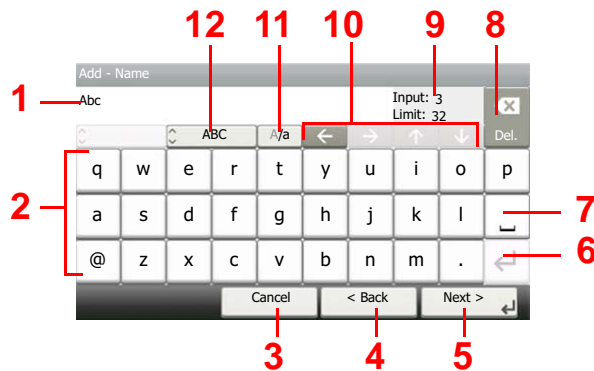 12 11 10 9 8
Add - Name
1 Abc Input: 3
Limit: 32
ABC A/a ← → ↑ ↓ Del.
2
q w e r t y u i o p
a s d f g h j k l 7
@ z x c v b n m . 6
Cancel < Back Next >
3 4 5